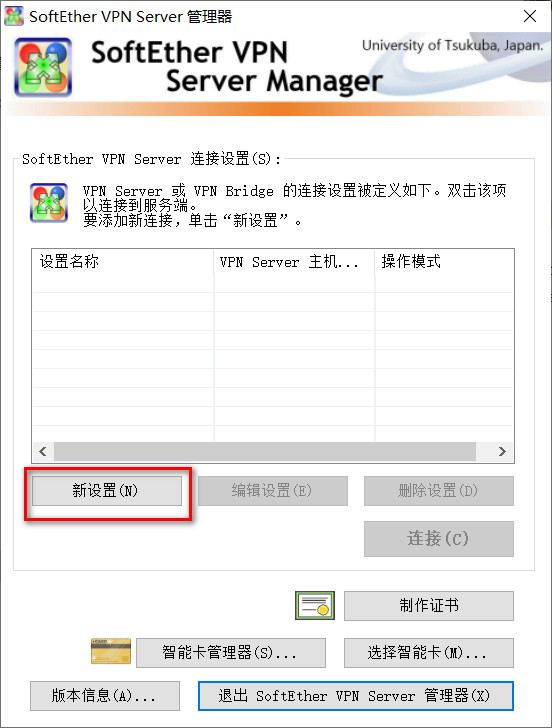 SoftEther VPN Server 管理器
SoftEther VPN
Server Manager
University of Tsukuba, Japan.
SoftEther VPN Server 连接设置(S):
VPN Server 或 VPN Bridge 的连接设置被定义如下。双击该项
以连接到服务端。
要添加新连接，单击“新设置”。
设置名称 VPN Server 主机... 操作模式
新设置(N) 编辑设置(E) 删除设置(D)
连接(C)
制作证书
智能卡管理器(S)... 选择智能卡(M)...
版本信息(A)... 退出 SoftEther VPN Server 管理器(X)